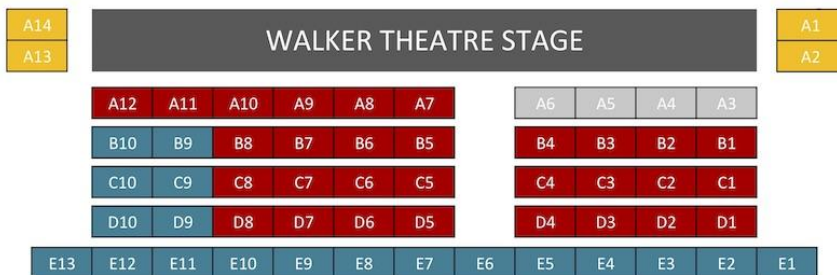 A14 WALKER THEATRE STAGE A1
A13 A2
A12 A11 A10 A9 A8 A7 A6 A5 A4 A3
B10 B9 B8 B7 B6 B5 B4 B3 B2 B1
C10 C9 C8 C7 C6 C5 C4 C3 C2 C1
D10 D9 D8 D7 D6 D5 D4 D3 D2 D1
E13 E12 E11 E10 E9 E8 E7 E6 E5 E4 E3 E2 E1